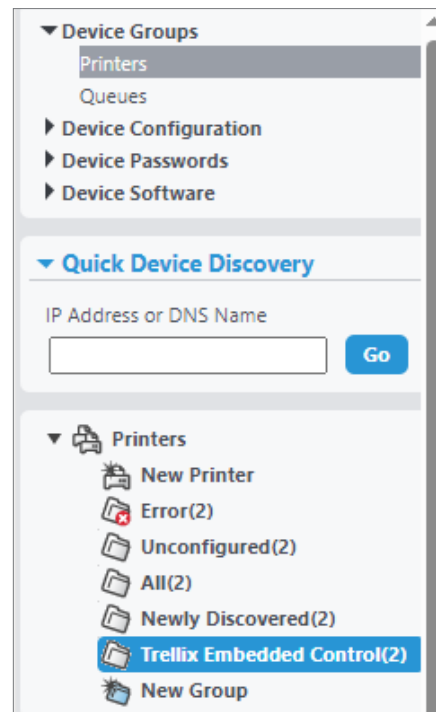 Device Groups
Printers
Queues
Device Configuration
Device Passwords
Device Software
Quick Device Discovery
IP Address or DNS Name
Go
Printers
New Printer
Error(2)
Unconfigured(2)
All(2)
Newly Discovered(2)
Trellix Embedded Control(2)
New Group